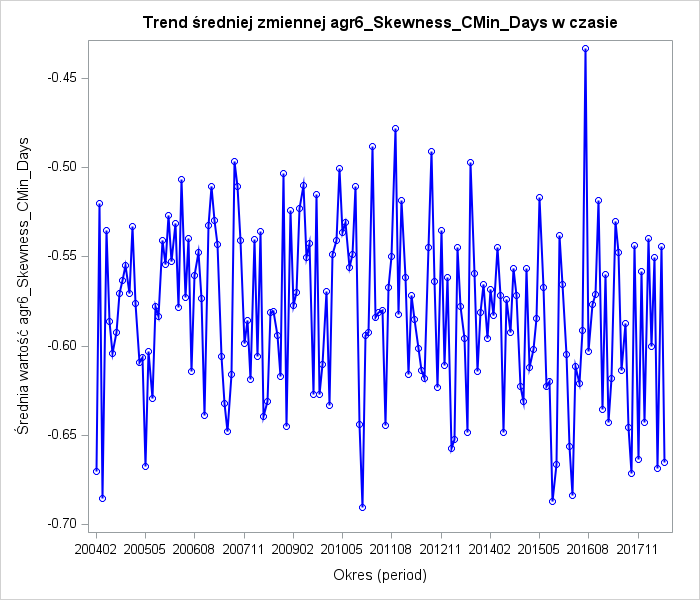 Trend średniej zmiennej agr6_Skewness_CMin_Days w czasie
Średnia wartość agr6_Skewness_CMin_Days
-0.45
-0.50
-0.55
-0.60
-0.65
-0.70
200402 200505 200608 200711 200902 201005 201108 201211 201402 201505 201608 201711
Okres (period)